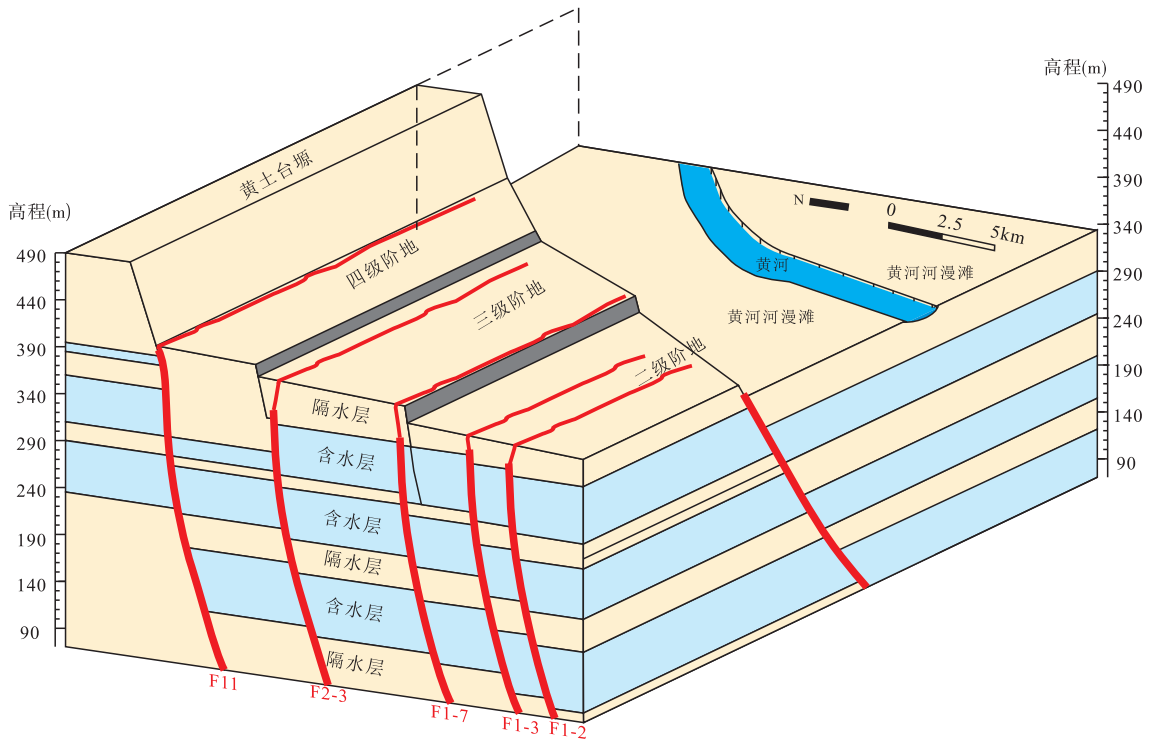 高程(m)
490
440
390
340
290
240
190
140
90
高程(m)
490
440
390
340
290
240
190
140
90
黄土台塬
四级阶地
三级阶地
二级阶地
N
0 2.5 5km
黄河
黄河河漫滩
黄河河漫滩
隔水层
含水层
含水层
隔水层
含水层
隔水层
F11
F2-3
F1-7
F1-3
F1-2